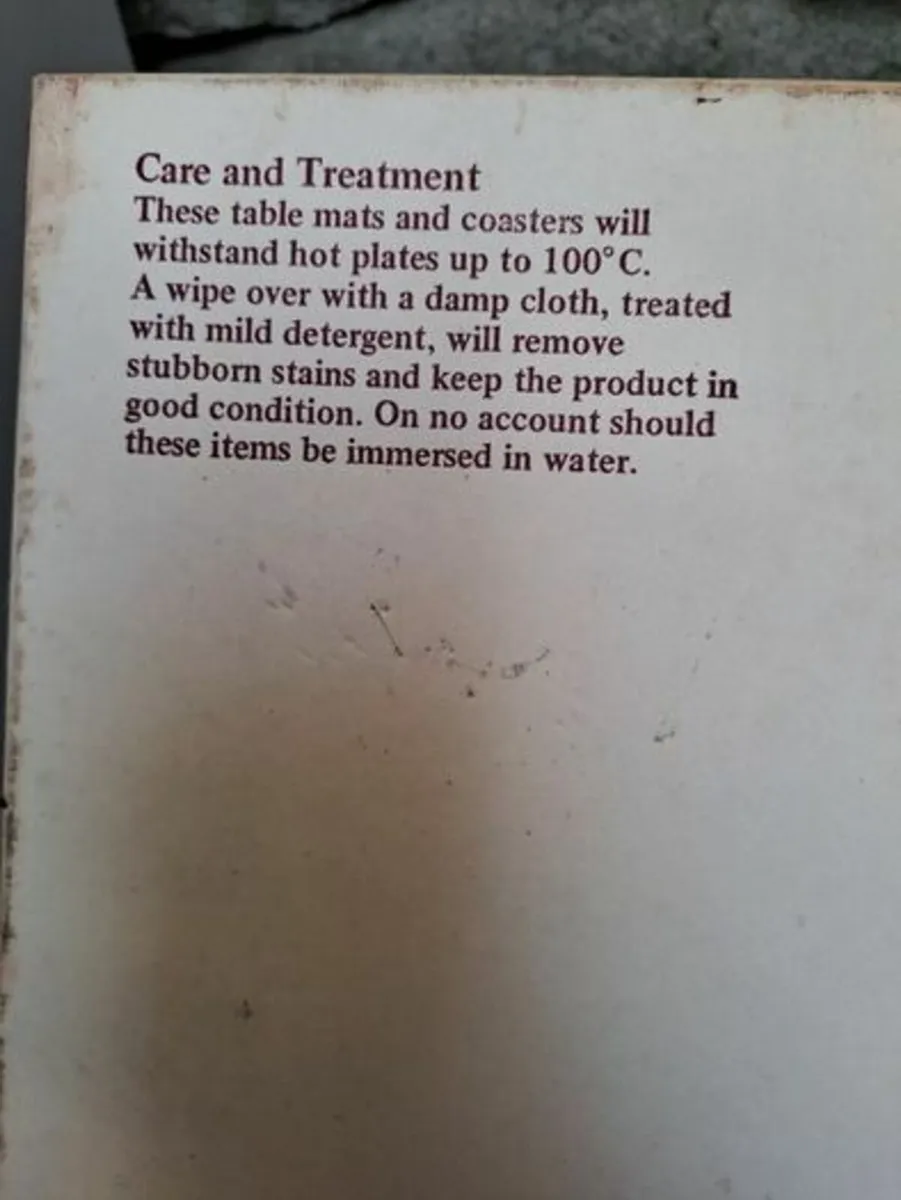 Care and Treatment
These table mats and coasters will
withstand hot plates up to 100°C.
A wipe over with a damp cloth, treated
with mild detergent, will remove
stubborn stains and keep the product in
good condition. On no account should
these items be immersed in water.